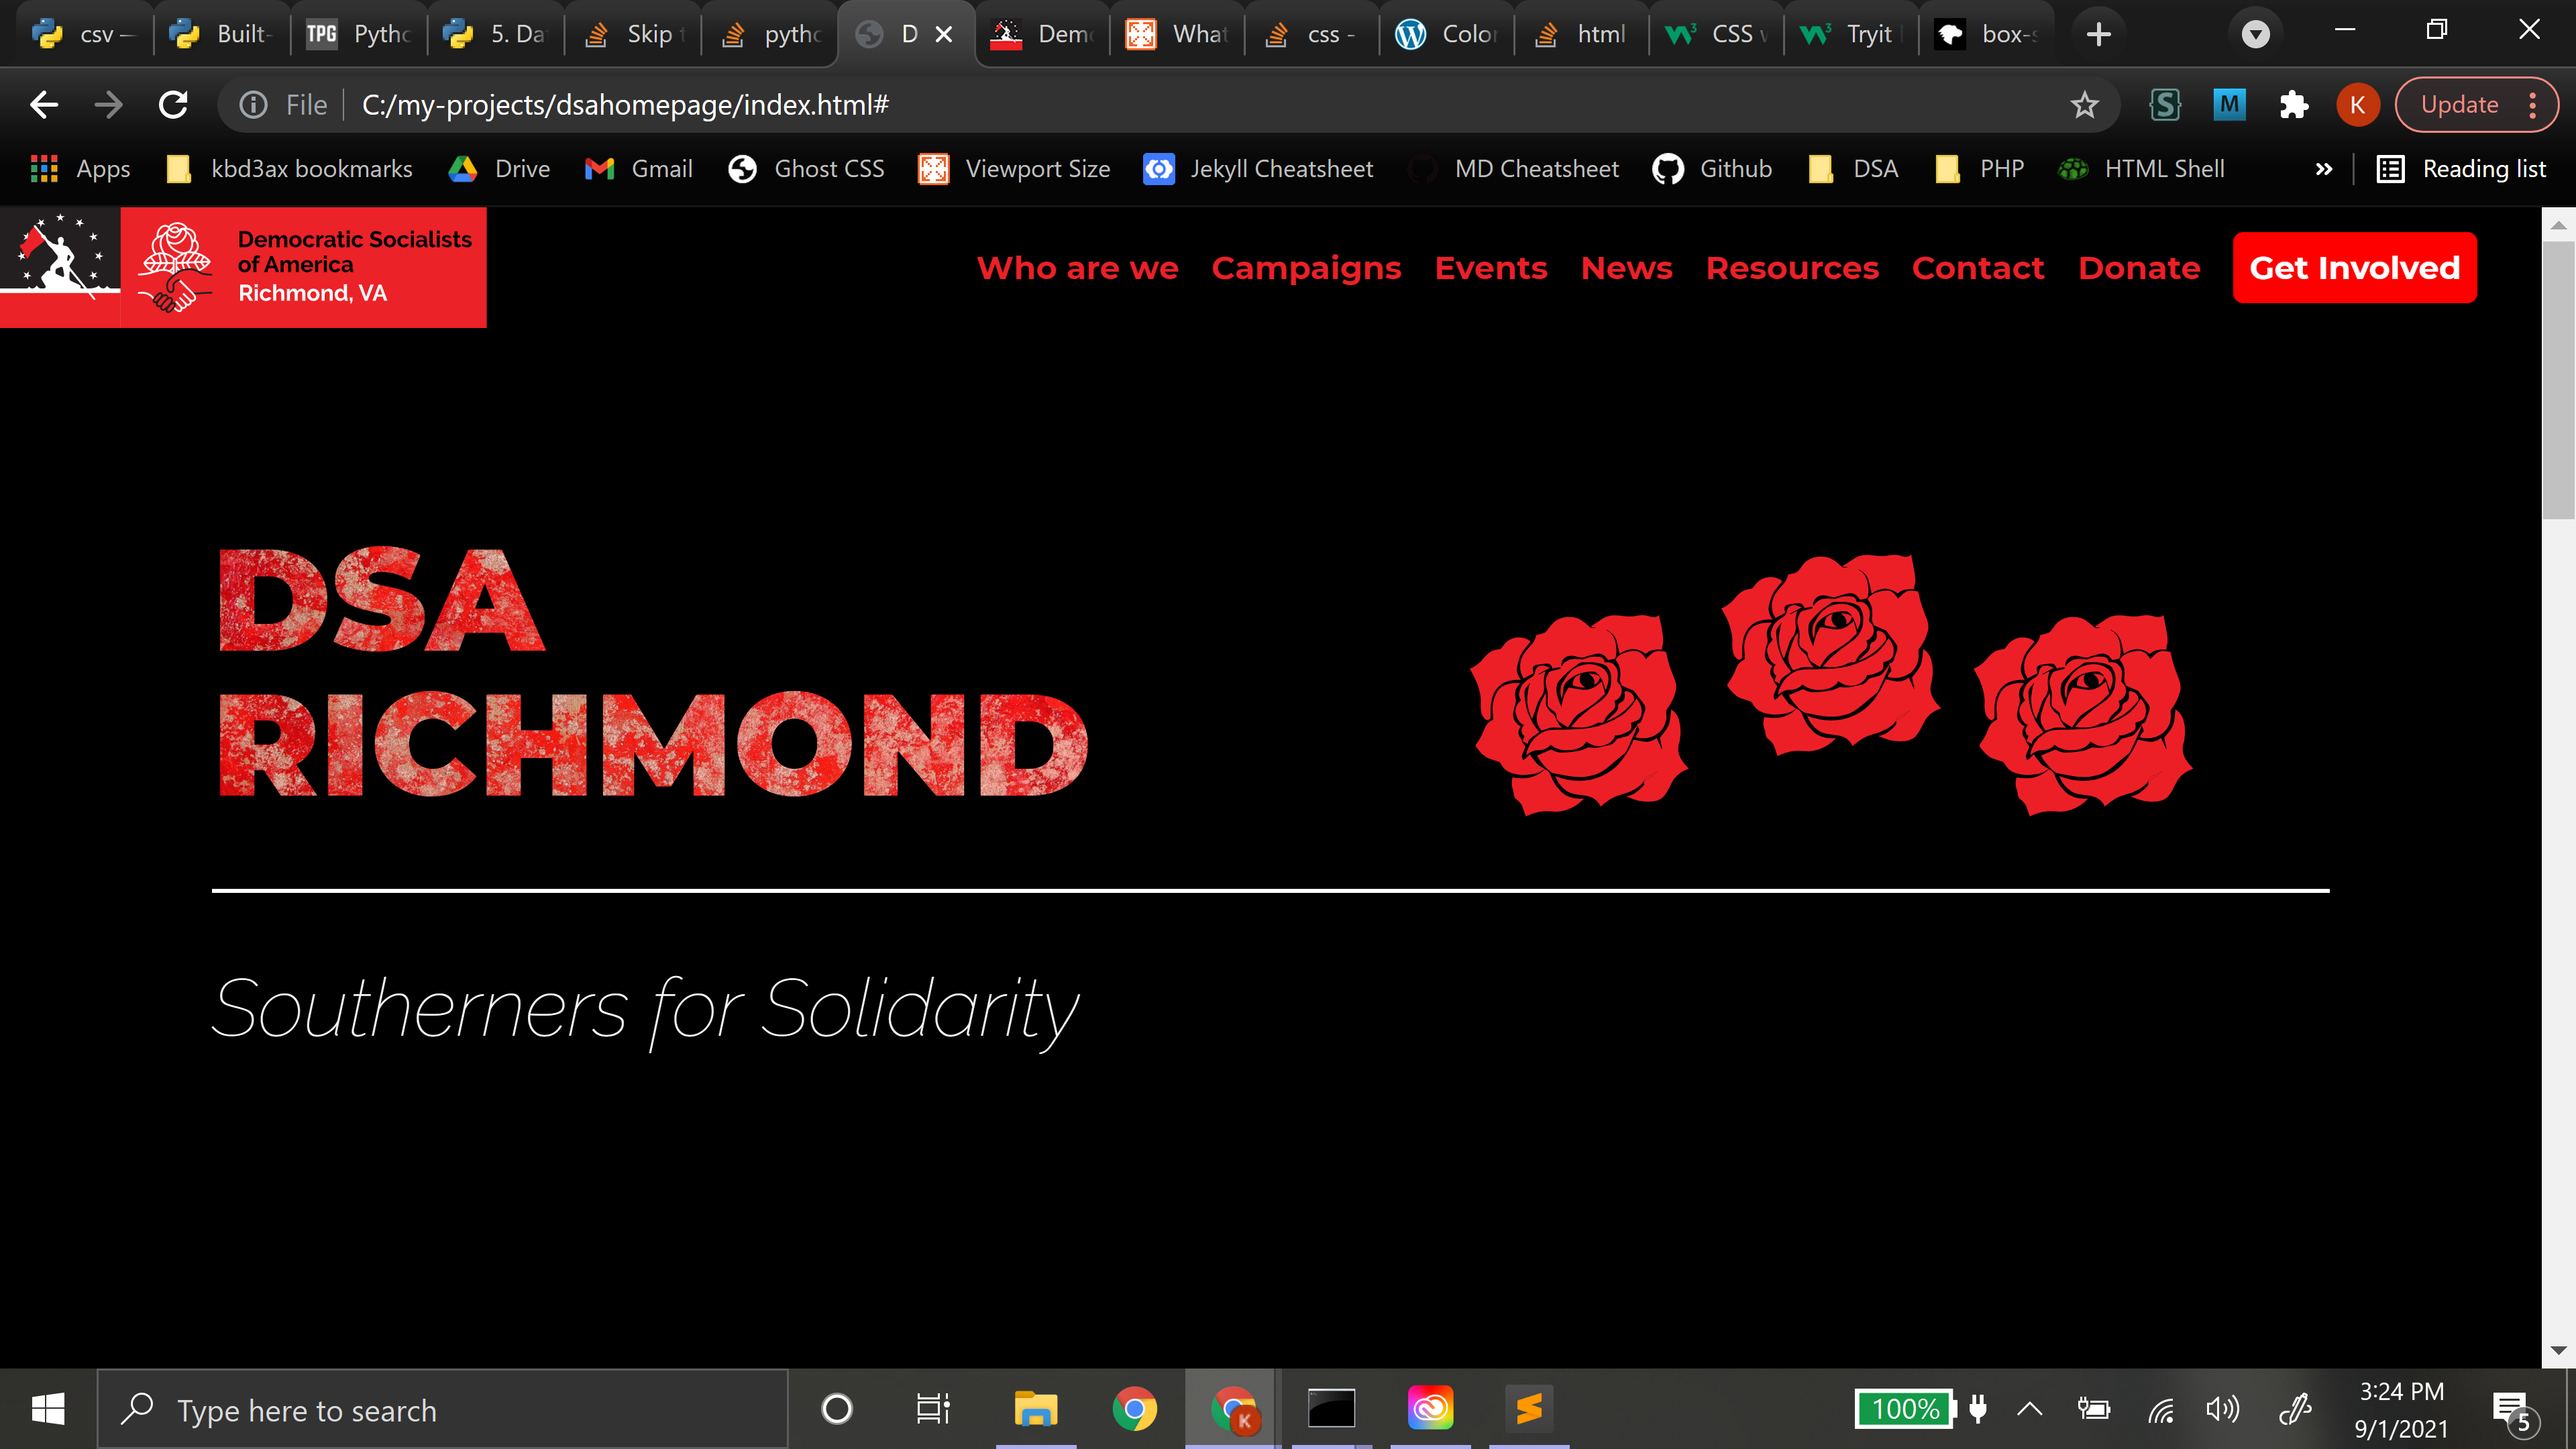 csv —
Built-
TPG Pytho
5. Da
Skip t
pytho
D
Demo
What
css -
Color
html
CSS v
Tryit
box-s
File C:/my-projects/dsahomepage/index.html#
S M K Update
Apps kbd3ax bookmarks Drive Gmail Ghost CSS Viewport Size Jekyll Cheatsheet MD Cheatsheet Github DSA PHP HTML Shell » Reading list
Democratic Socialists
of America
Richmond, VA
Who are we Campaigns Events News Resources Contact Donate Get Involved
DSA
RICHMOND
Southerners for Solidarity
Type here to search
K
100%
3:24 PM
9/1/2021
5